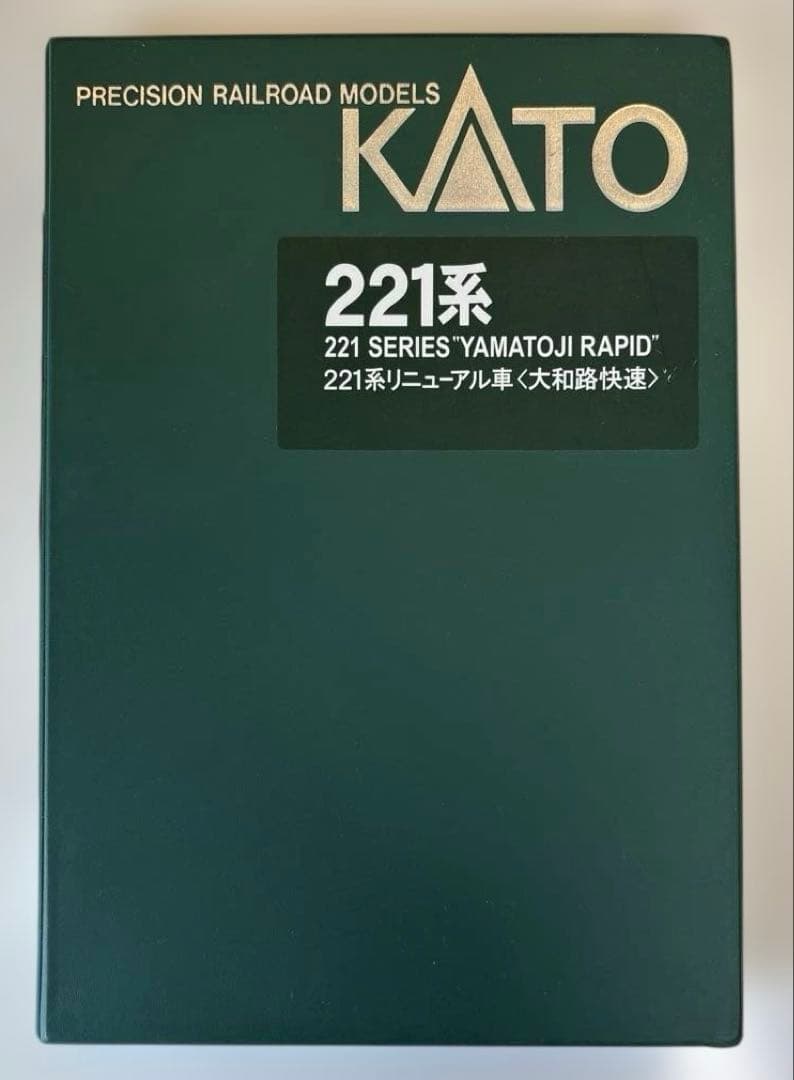 PRECISION RAILROAD MODELS
KATO
221系
221 SERIES "YAMATOJI RAPID"
221系リニューアル車〈大和路快速〉